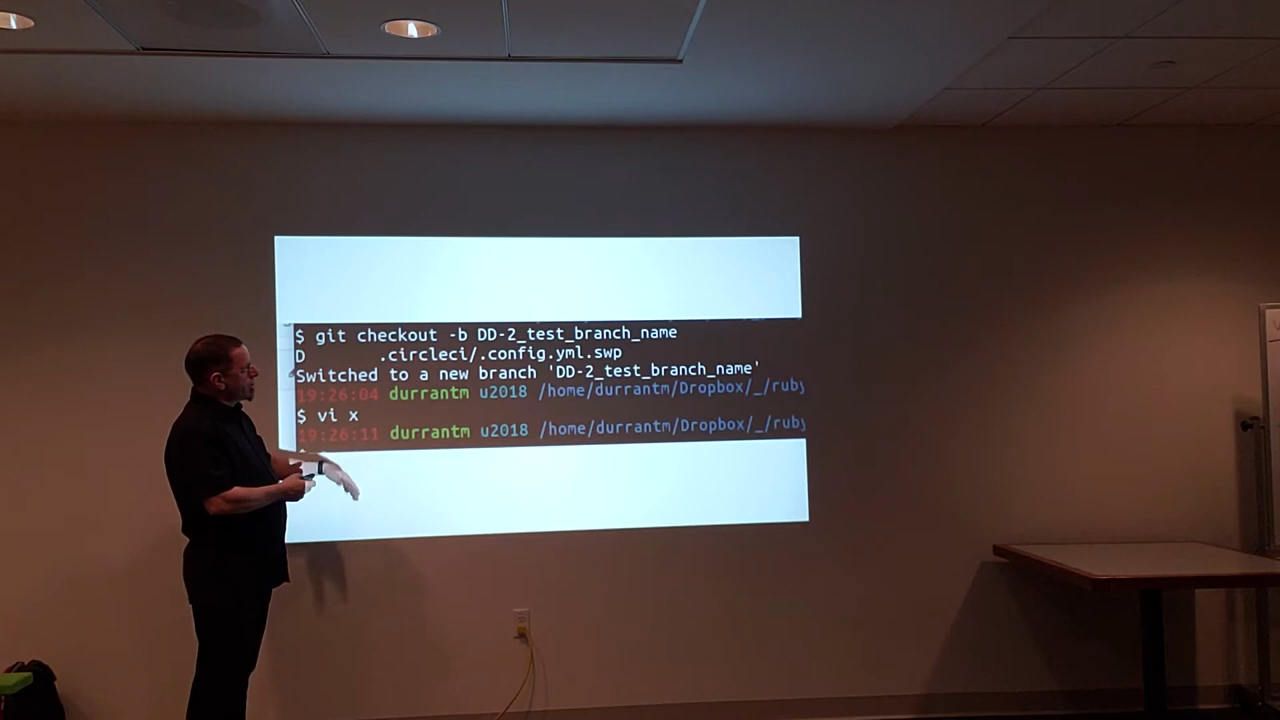 $ git checkout -b DD-2_test_branch_name
D .circleci/.config.yml.swp
Switched to a new branch 'DD-2_test_branch_name'
19:26:04 durrantm u2018 /home/durrantm/Dropbox/_/ruby
$ vi x
19:26:11 durrantm u2018 /home/durrantm/Dropbox/_/ruby